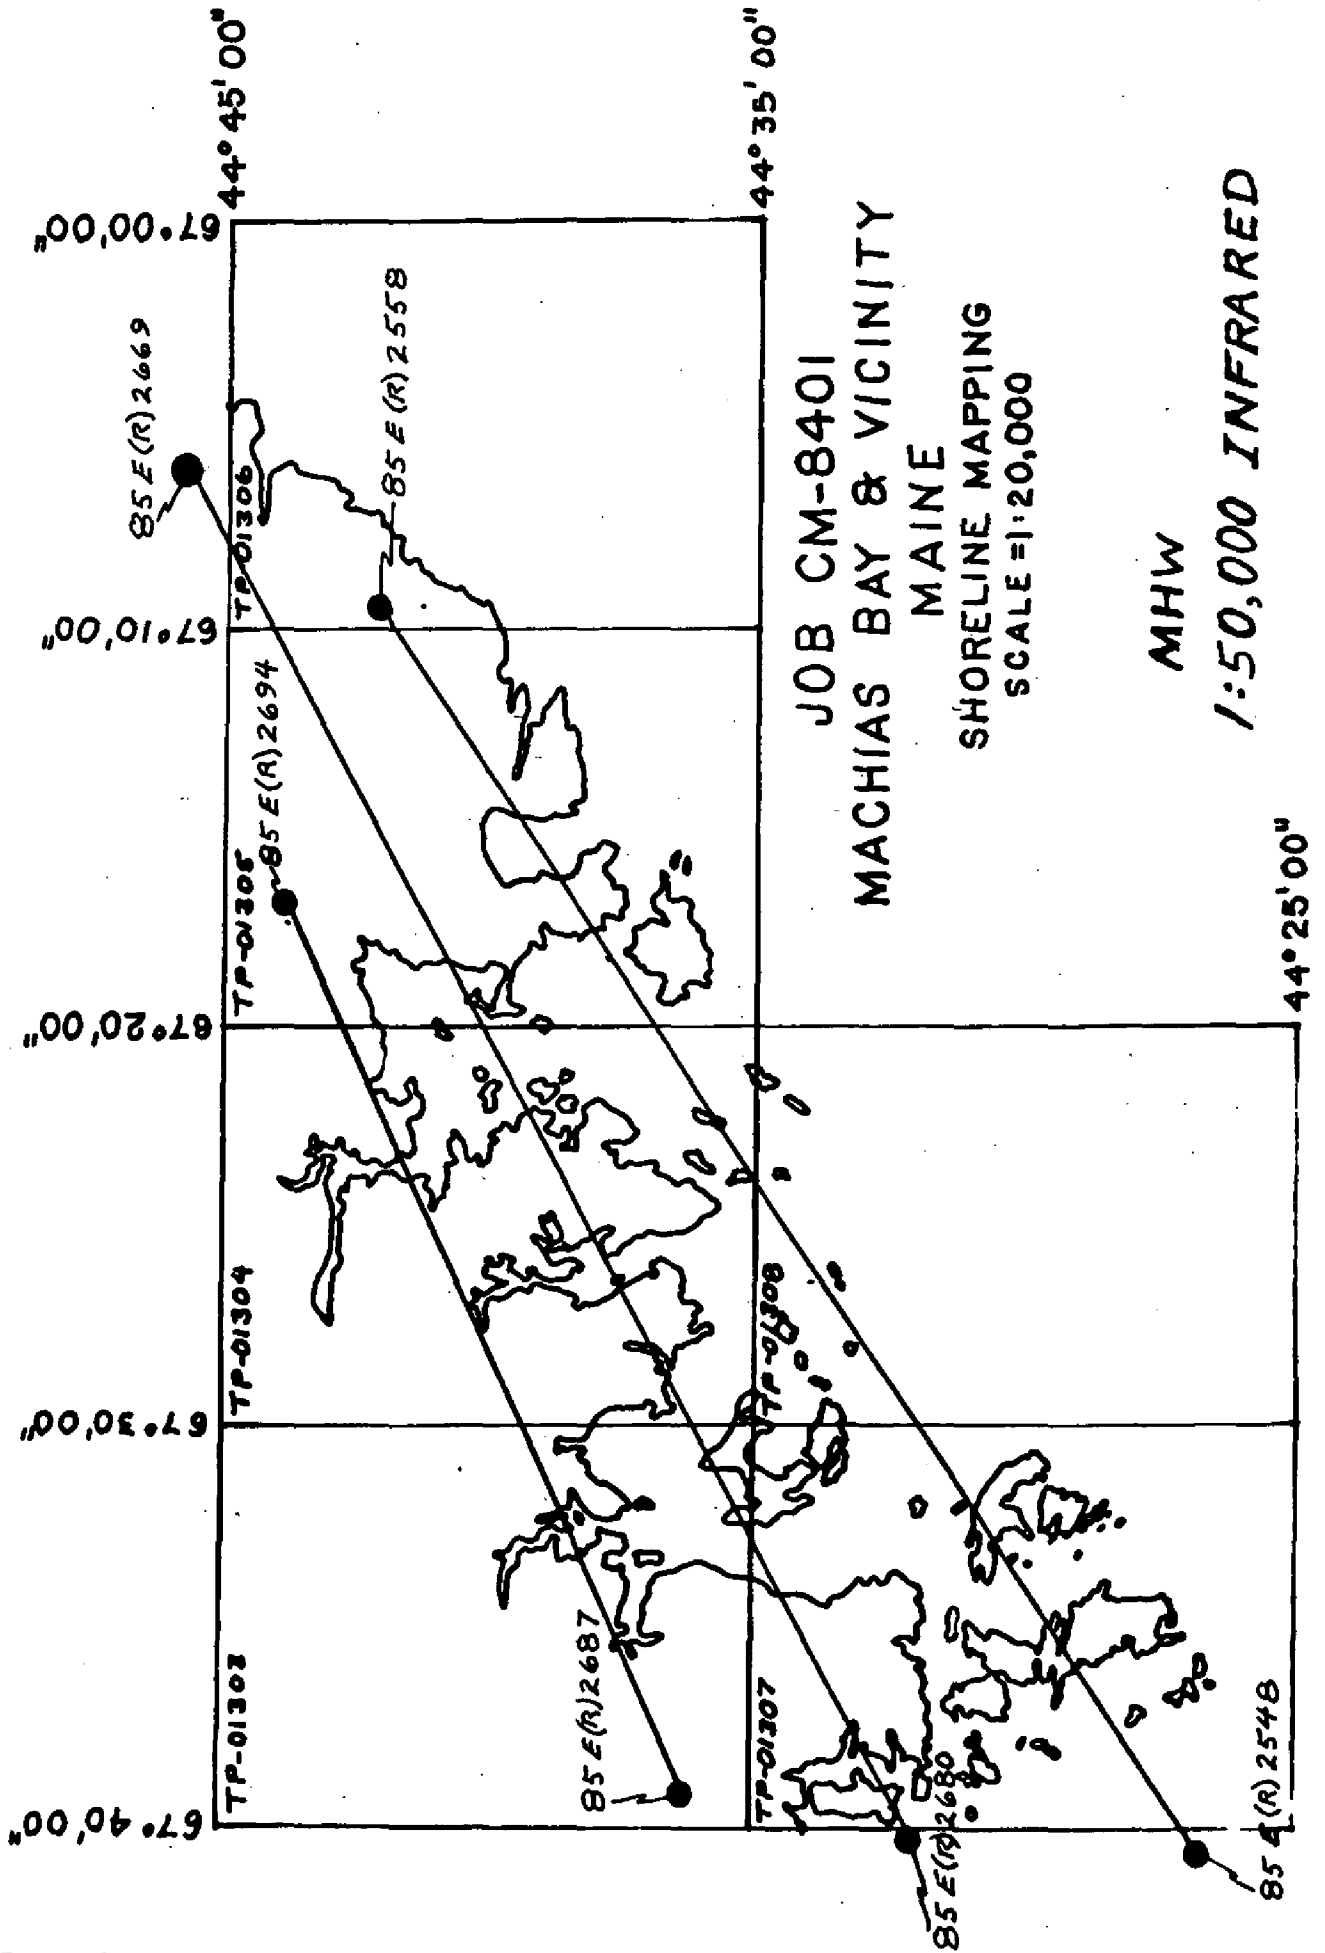 67°40'00"
67°30'00"
67°20'00"
67°10'00"
67°00'00"
44°45'00"
TP-01303
TP-01304
TP-01305
TP-01306
85 E(R)2669
85 E(R)2694
85 E(R)2558
85 E(R)2687
44°35'00"
TP-01307
TP-01308
85 E(R)2680
85 E(R)2548
44°25'00"
JOB CM-8401
MACHIAS BAY & VICINITY
MAINE
SHORELINE MAPPING
SCALE=1:20,000
MHW
1:50,000 INFRARED